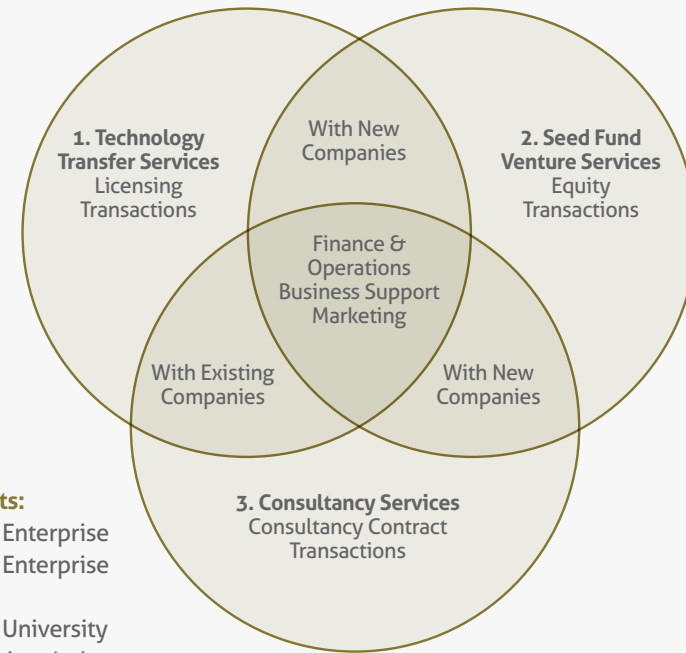 With New
Companies
1. Technology
Transfer Services
Licensing
Transactions
2. Seed Fund
Venture Services
Equity
Transactions
Finance &
Operations
Business Support
Marketing
With Existing
Companies
With New
Companies
3. Consultancy Services
Consultancy Contract
Transactions
ts:
Enterprise
Enterprise
University